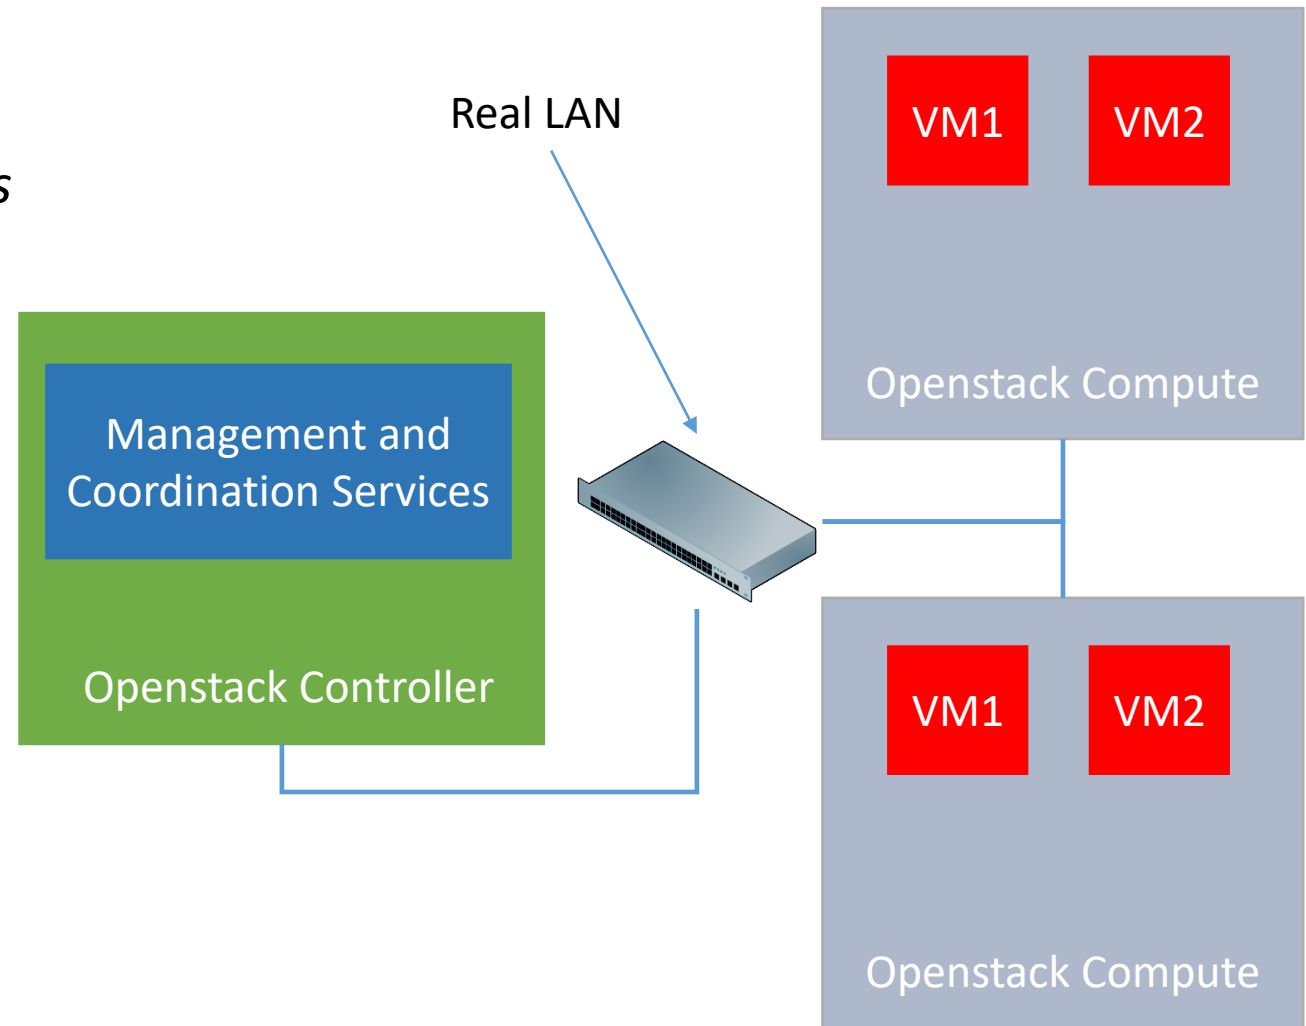 Real LAN
s
Management and
Coordination Services
Openstack Controller
VM1
VM2
Openstack Compute
VM1
VM2
Openstack Compute